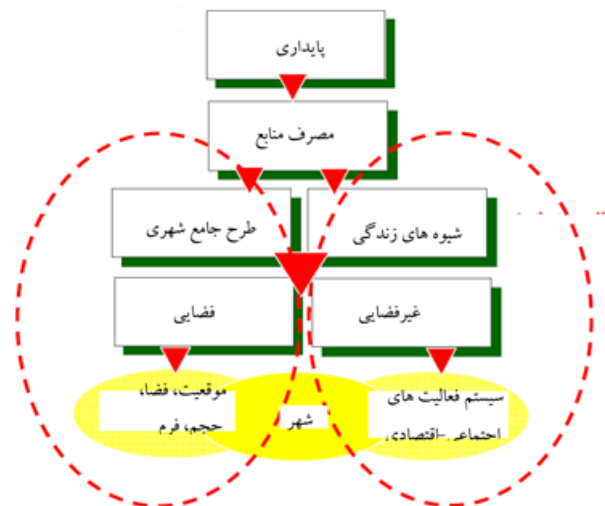 پایداری
مصرف منابع
شیوه های زندگی
طرح جامع شهری
غیرفضایی
فضایی
سیستم فعالیت های
اجتماعی-اقتصادی
شهر
موقعیت، فضا،
حجم، فرم